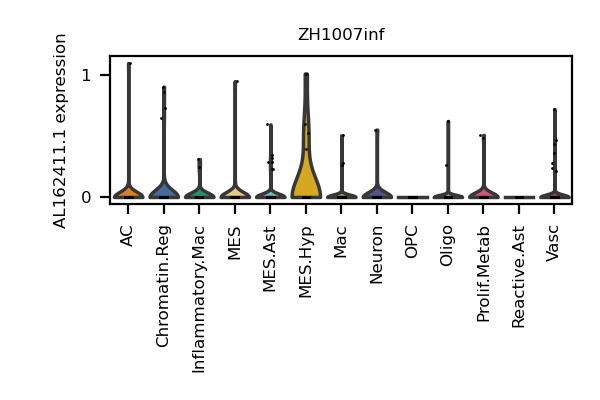 ZH1007inf
AL162411.1 expression
1
0
AC
Chromatin.Reg
Inflammatory.Mac
MES
MES.Ast
MES.Hyp
Mac
Neuron
OPC
Oligo
Prolif.Metab
Reactive.Ast
Vasc